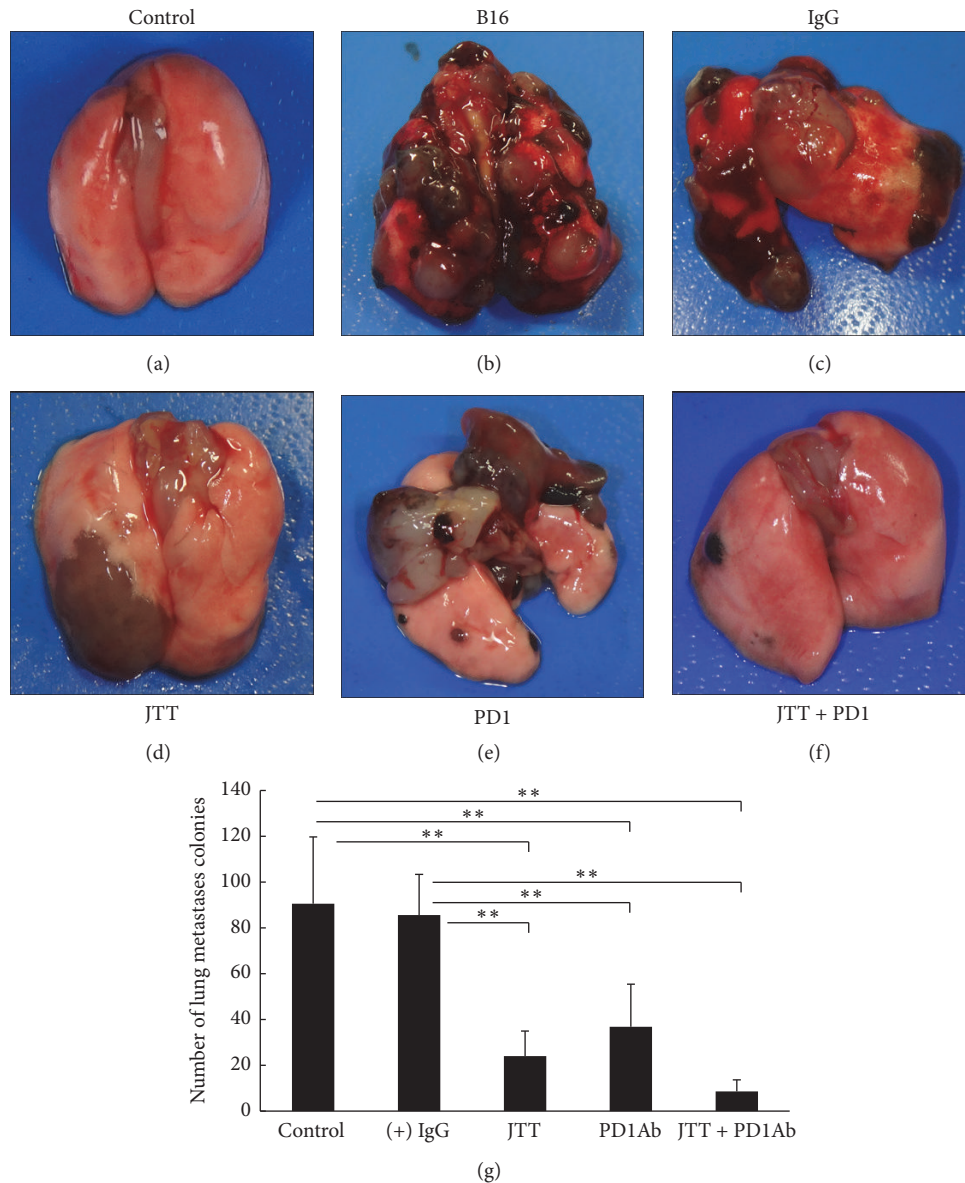 Control B16 IgG
(a) (b) (c)
JTT PD1 JTT + PD1
(d) (e) (f)
Number of lung metastases colonies
140
120
100
80
60
40
20
0
** 
**
**
**
**
**
Control (+) IgG JTT PD1Ab JTT + PD1Ab
(g)